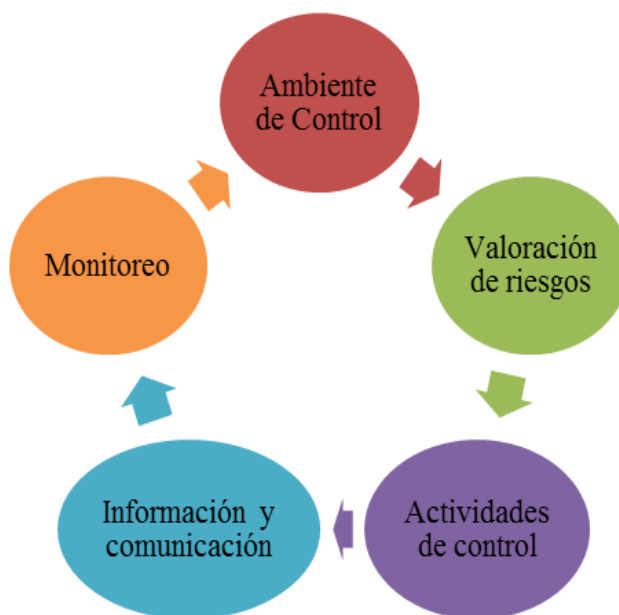 Ambiente
de Control
Valoración
de riesgos
Actividades
de control
Información y
comunicación
Monitoreo